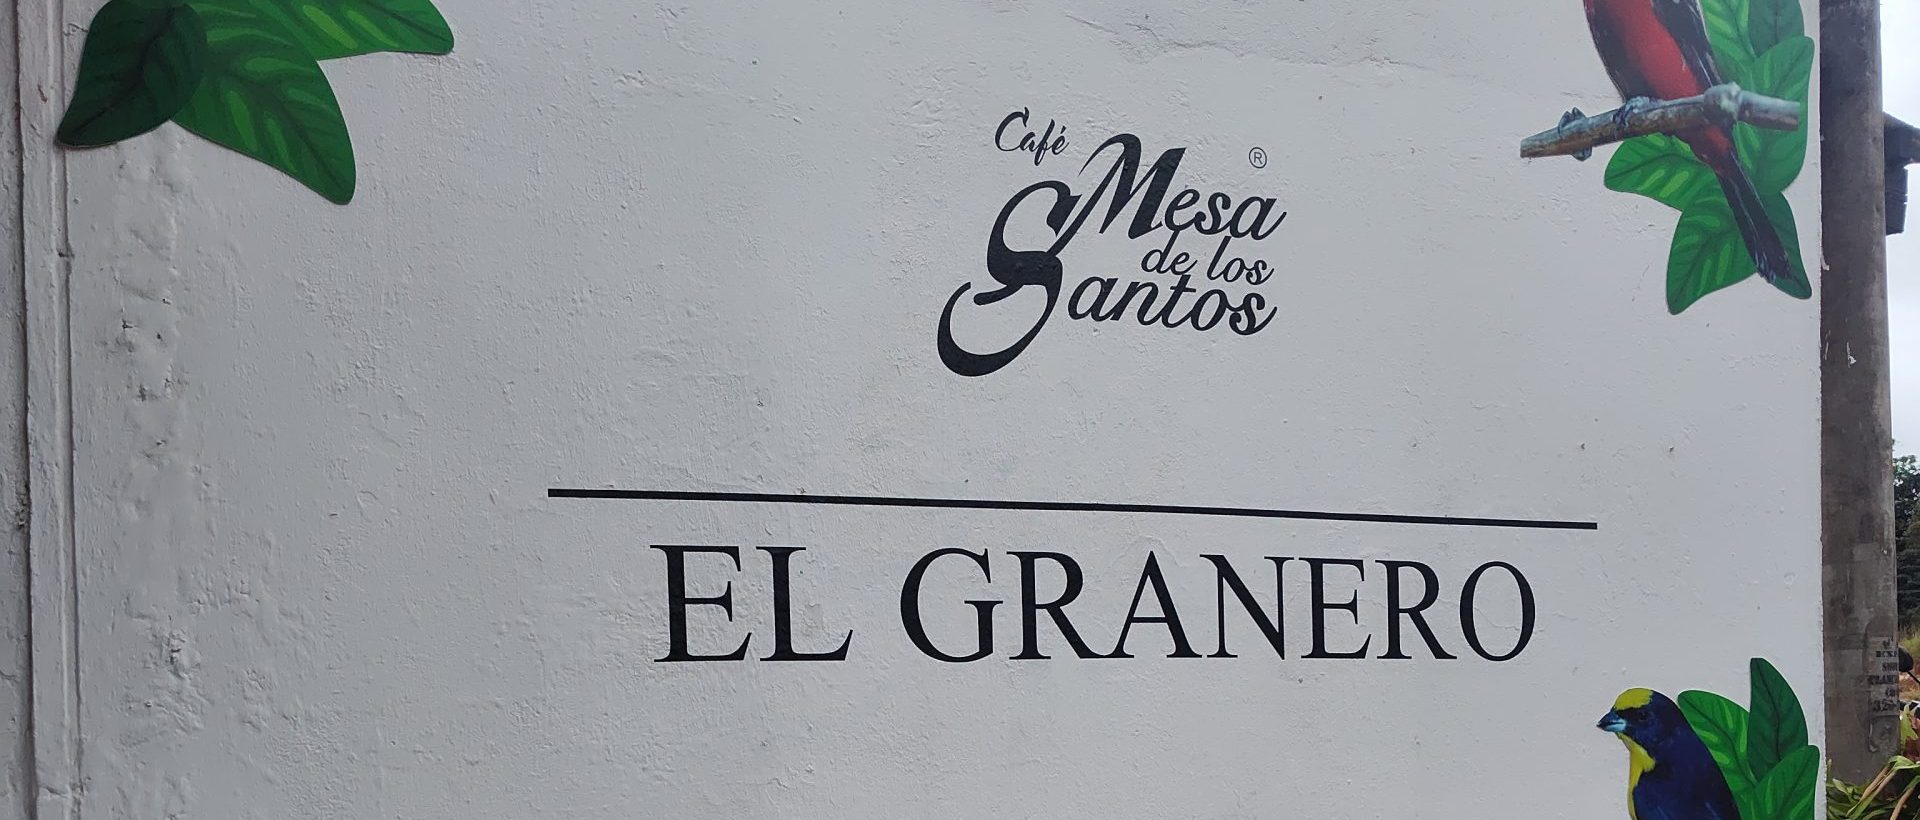 Café
Mesa ®
de los
Santos
EL GRANERO